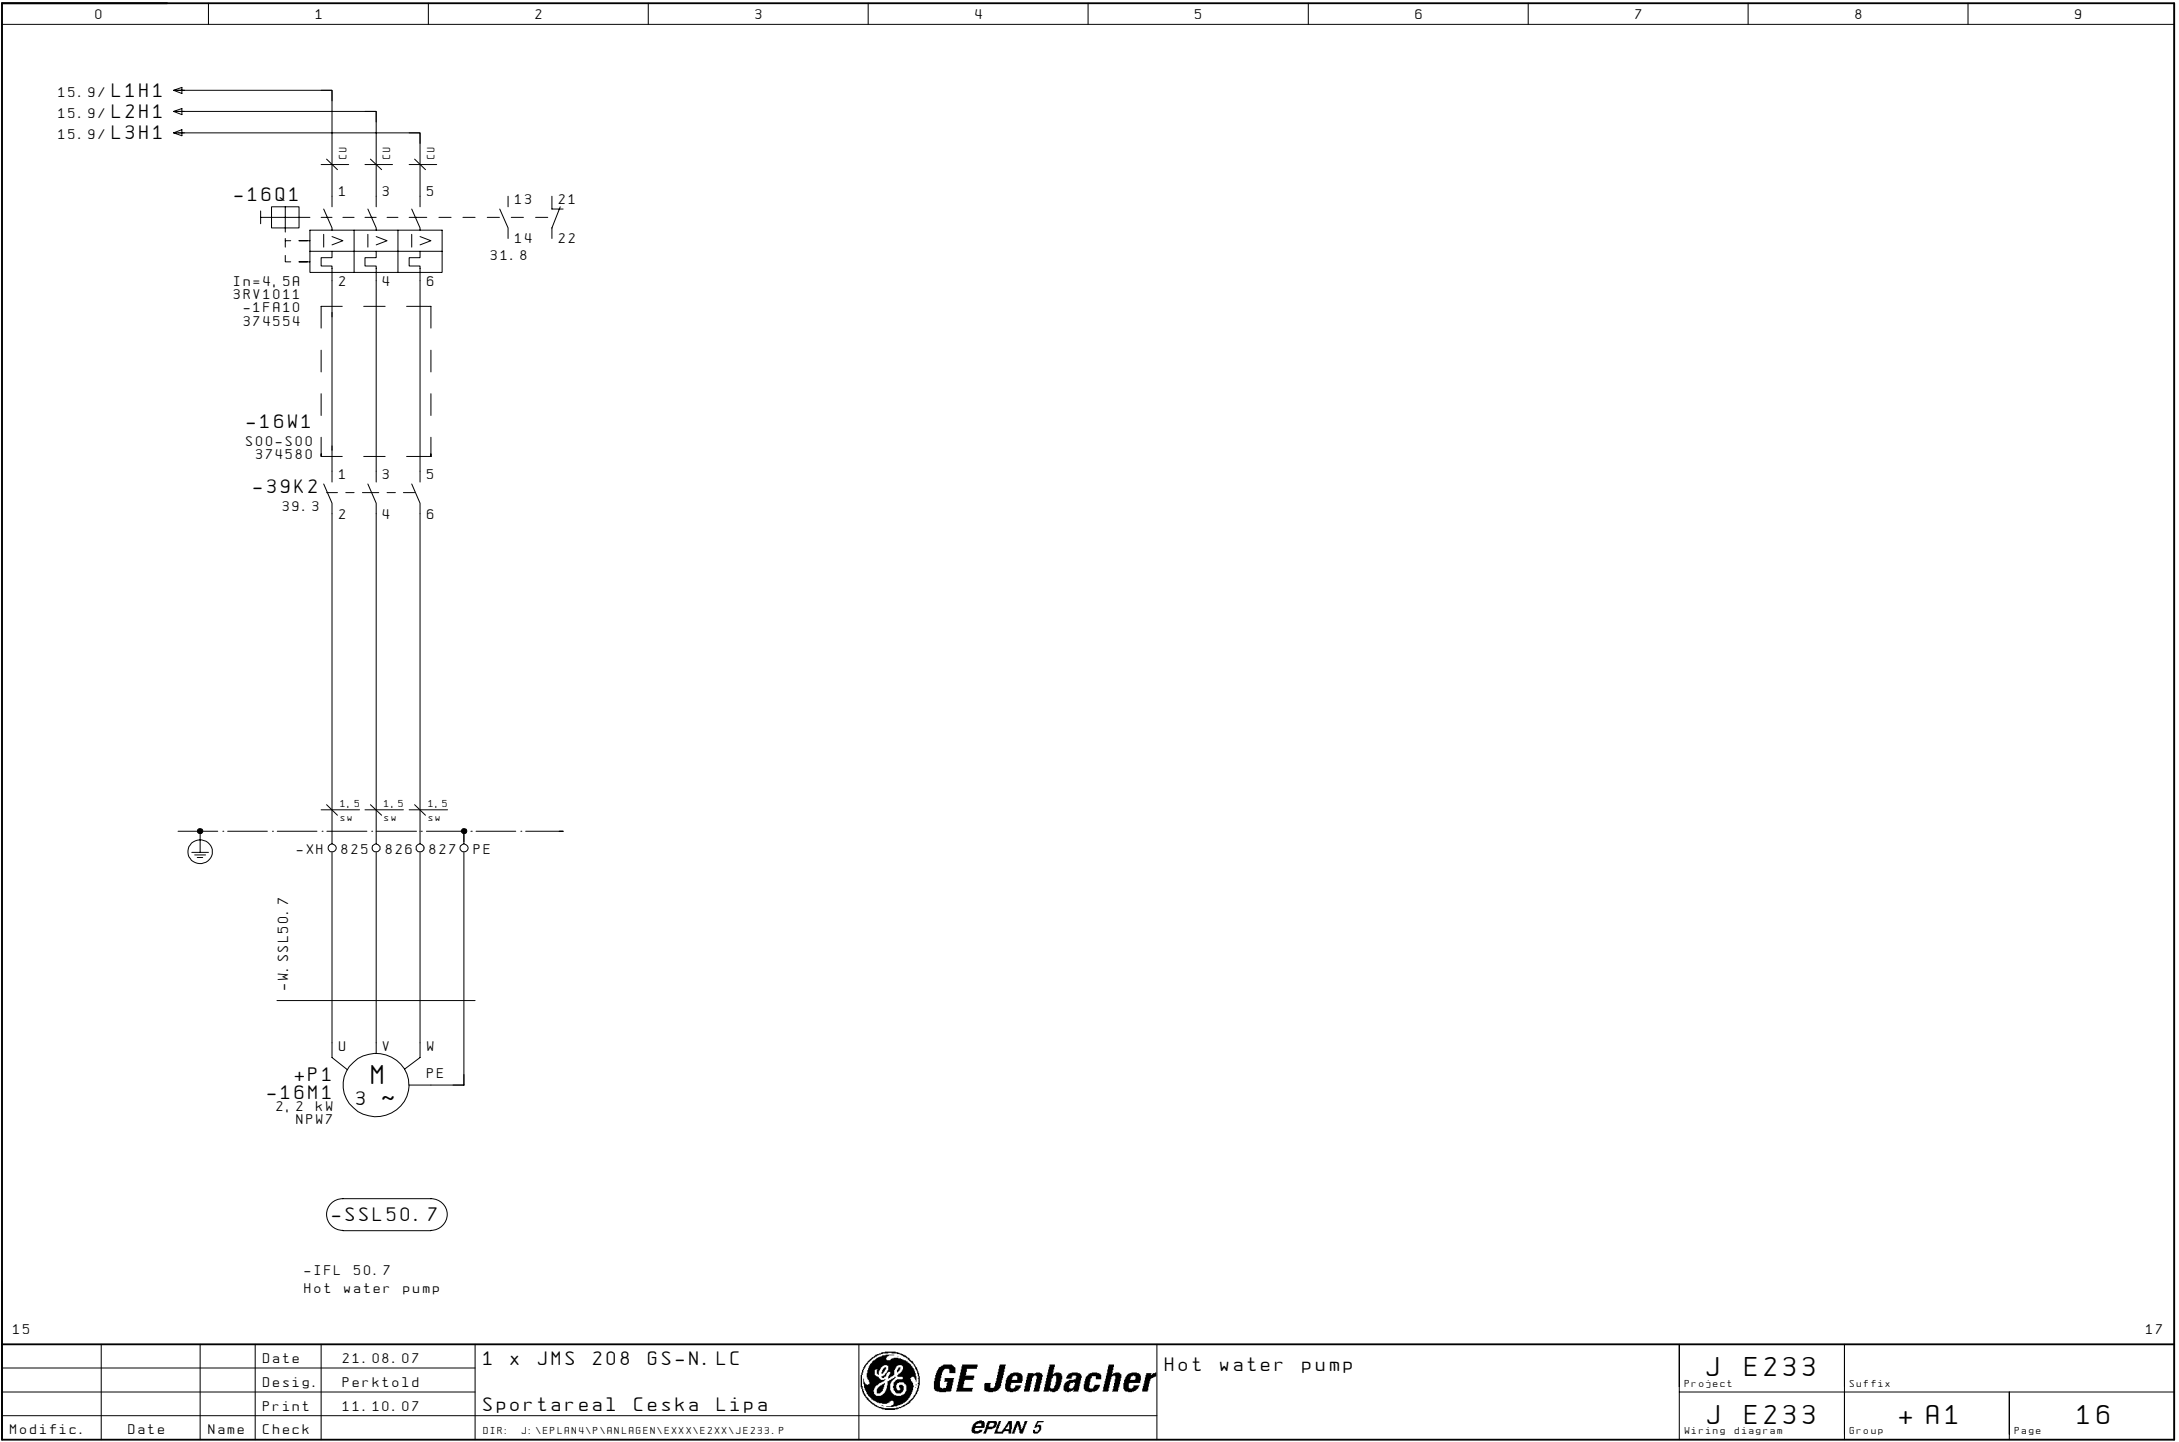 0 1 2 3 4 5 6 7 8 9
15.9/L1H1
15.9/L2H1
15.9/L3H1
CU CU CU
-16Q1
1 3 5
13 21
14 22
31.8
In=4,5A
3RV1011
-1FA10
374554
2 4 6
-16W1
S00-S00
374580
1 3 5
-39K2
39.3
2 4 6
1,5 1,5 1,5
sw sw sw
-XH 825 826 827 PE
-W.SSL50.7
U V W
PE
M
3 ~
+P1
-16M1
2,2 kW
NPW7
-SSL50.7
-IFL 50.7
Hot water pump
15 17
Date 21.08.07
Desig. Perktold
Print 11.10.07
Modific. Date Name Check
1 x JMS 208 GS-N.LC
Sportareal Ceska Lipa
DIR: J:\EPLAN4\P\ANLAGEN\EXXX\E2XX\JE233.P
GE Jenbacher
ePLAN 5
Hot water pump
J E233
Project
Suffix
J E233
Wiring diagram
+ A1
Group
16
Page